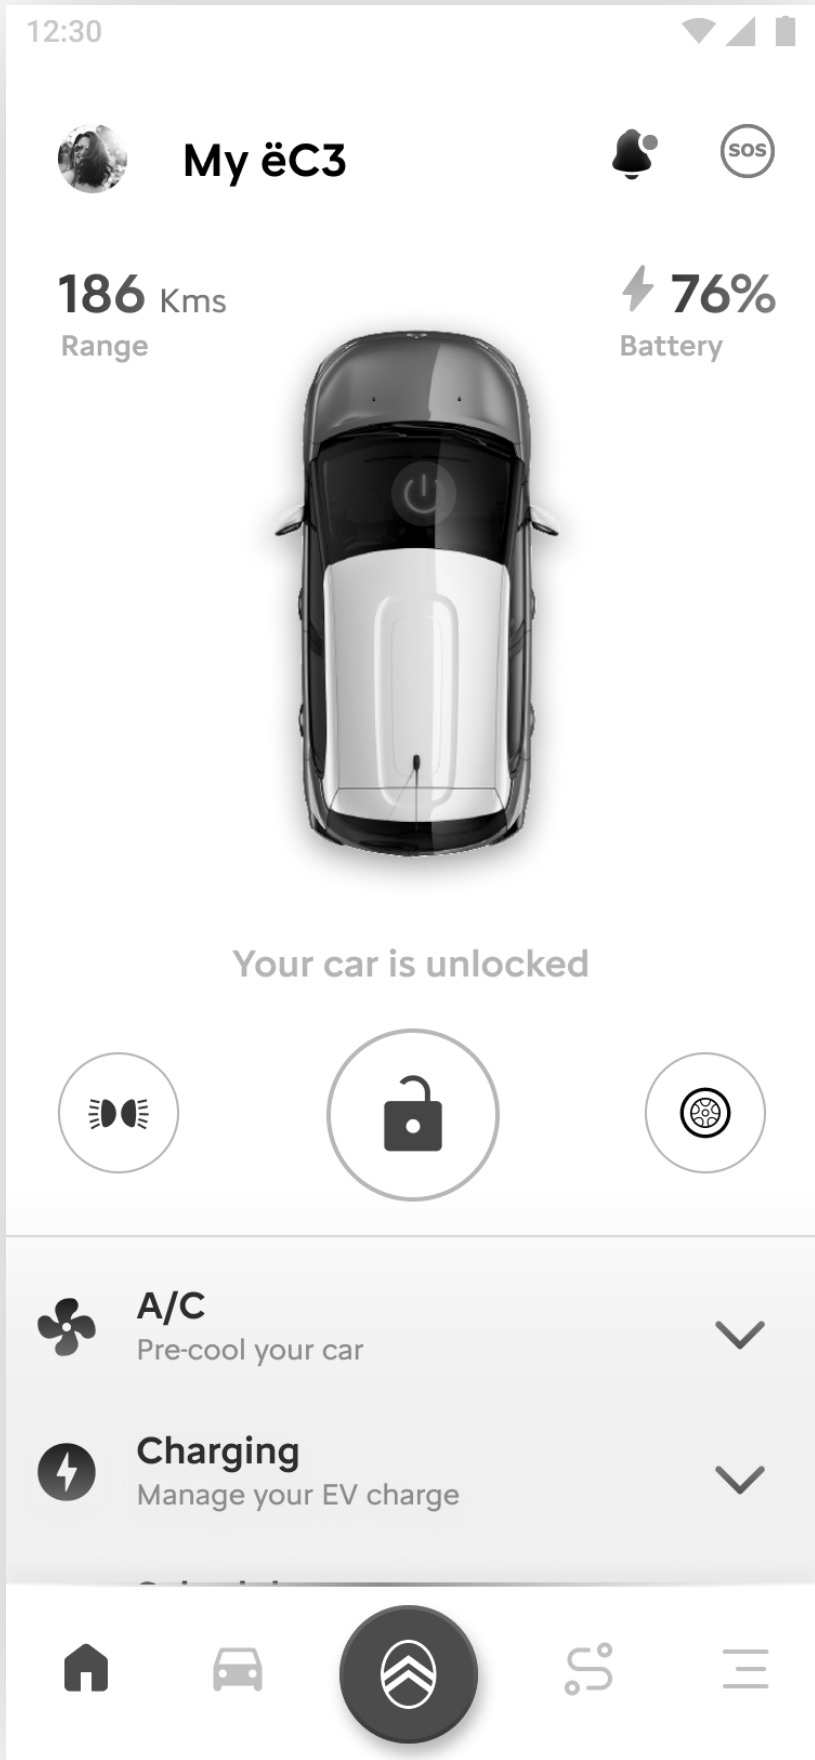 12:30
My ëC3
SOS
186 Kms
76%
Range
Battery
Your car is unlocked
A/C
Pre-cool your car
Charging
Manage your EV charge